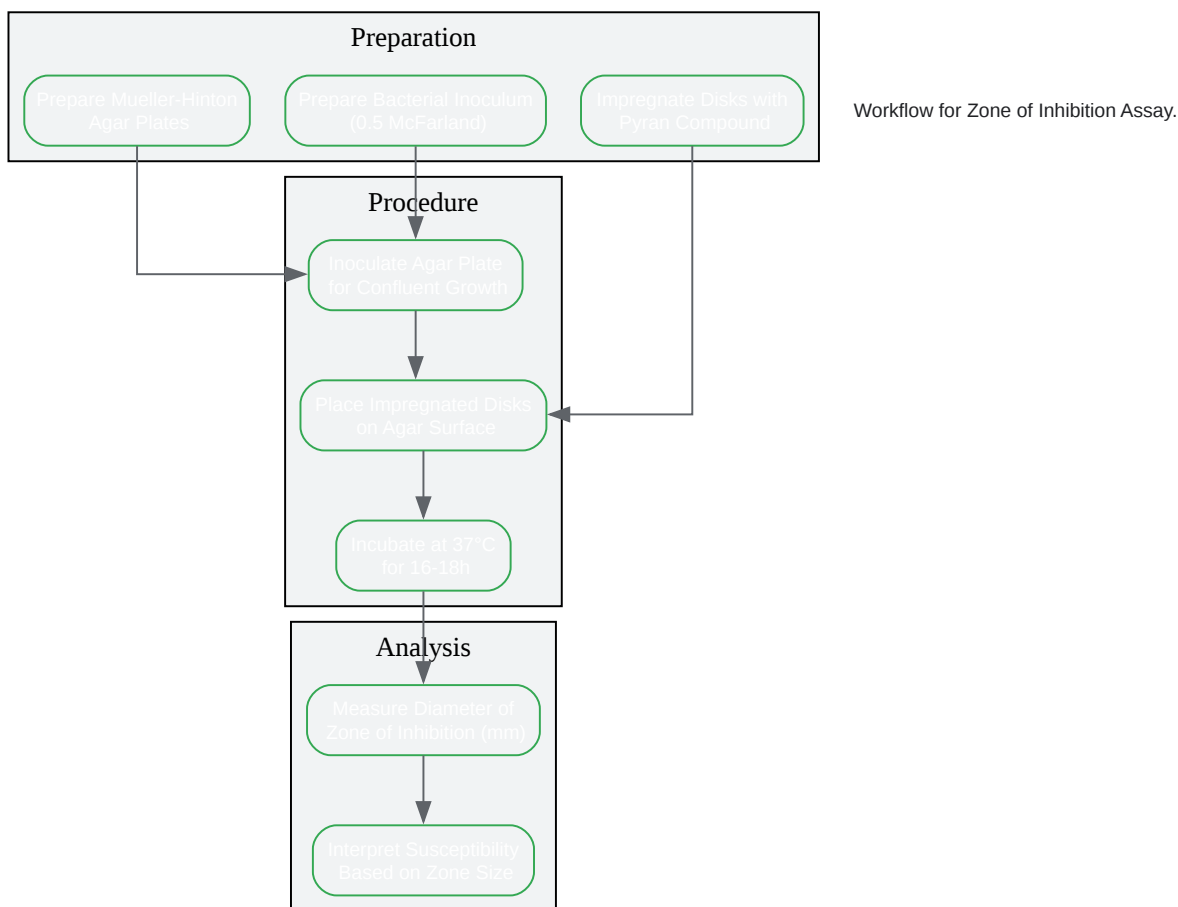 Preparation
Prepare Mueller-Hinton
Agar Plates
Prepare Bacterial Inoculum
(0.5 McFarland)
Impregnate Disks with
Pyran Compound
Workflow for Zone of Inhibition Assay.
Procedure
Inoculate Agar Plate
for Confluent Growth
Place Impregnated Disks
on Agar Surface
Incubate at 37°C
for 16-18h
Analysis
Measure Diameter of
Zone of Inhibition (mm)
Interpret Susceptibility
Based on Zone Size